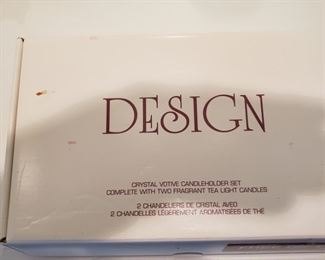 DESIGN
CRYSTAL VOTIVE CANDLEHOLDER SET
COMPLETE WITH TWO FRAGRANT TEA LIGHT CANDLES
2 CHANDELIERS DE CRISTAL AVEC
2 CHANDELLES LÉGÈREMENT AROMATISÉES DE THÉ